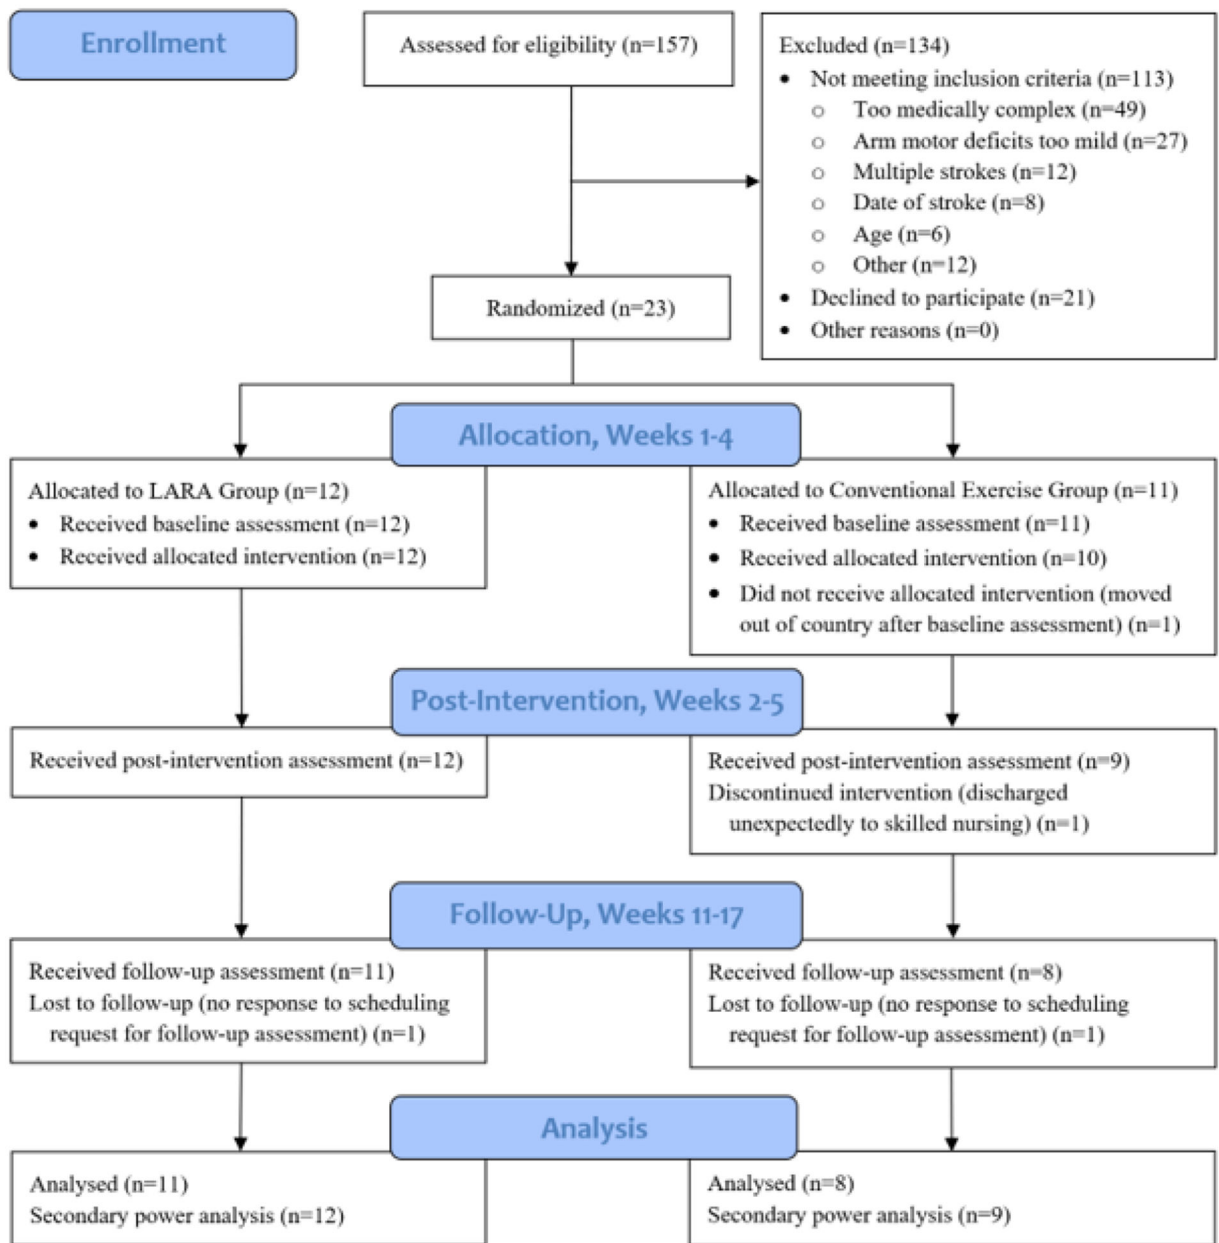 Enrollment
Assessed for eligibility (n=157)
Excluded (n=134)
• Not meeting inclusion criteria (n=113)
o Too medically complex (n=49)
o Arm motor deficits too mild (n=27)
o Multiple strokes (n=12)
o Date of stroke (n=8)
o Age (n=6)
o Other (n=12)
• Declined to participate (n=21)
• Other reasons (n=0)
Randomized (n=23)
Allocation, Weeks 1-4
Allocated to LARA Group (n=12)
• Received baseline assessment (n=12)
• Received allocated intervention (n=12)
Allocated to Conventional Exercise Group (n=11)
• Received baseline assessment (n=11)
• Received allocated intervention (n=10)
• Did not receive allocated intervention (moved
out of country after baseline assessment) (n=1)
Post-Intervention, Weeks 2-5
Received post-intervention assessment (n=12)
Received post-intervention assessment (n=9)
Discontinued intervention (discharged
unexpectedly to skilled nursing) (n=1)
Follow-Up, Weeks 11-17
Received follow-up assessment (n=11)
Lost to follow-up (no response to scheduling
request for follow-up assessment) (n=1)
Received follow-up assessment (n=8)
Lost to follow-up (no response to scheduling
request for follow-up assessment) (n=1)
Analysis
Analysed (n=11)
Secondary power analysis (n=12)
Analysed (n=8)
Secondary power analysis (n=9)